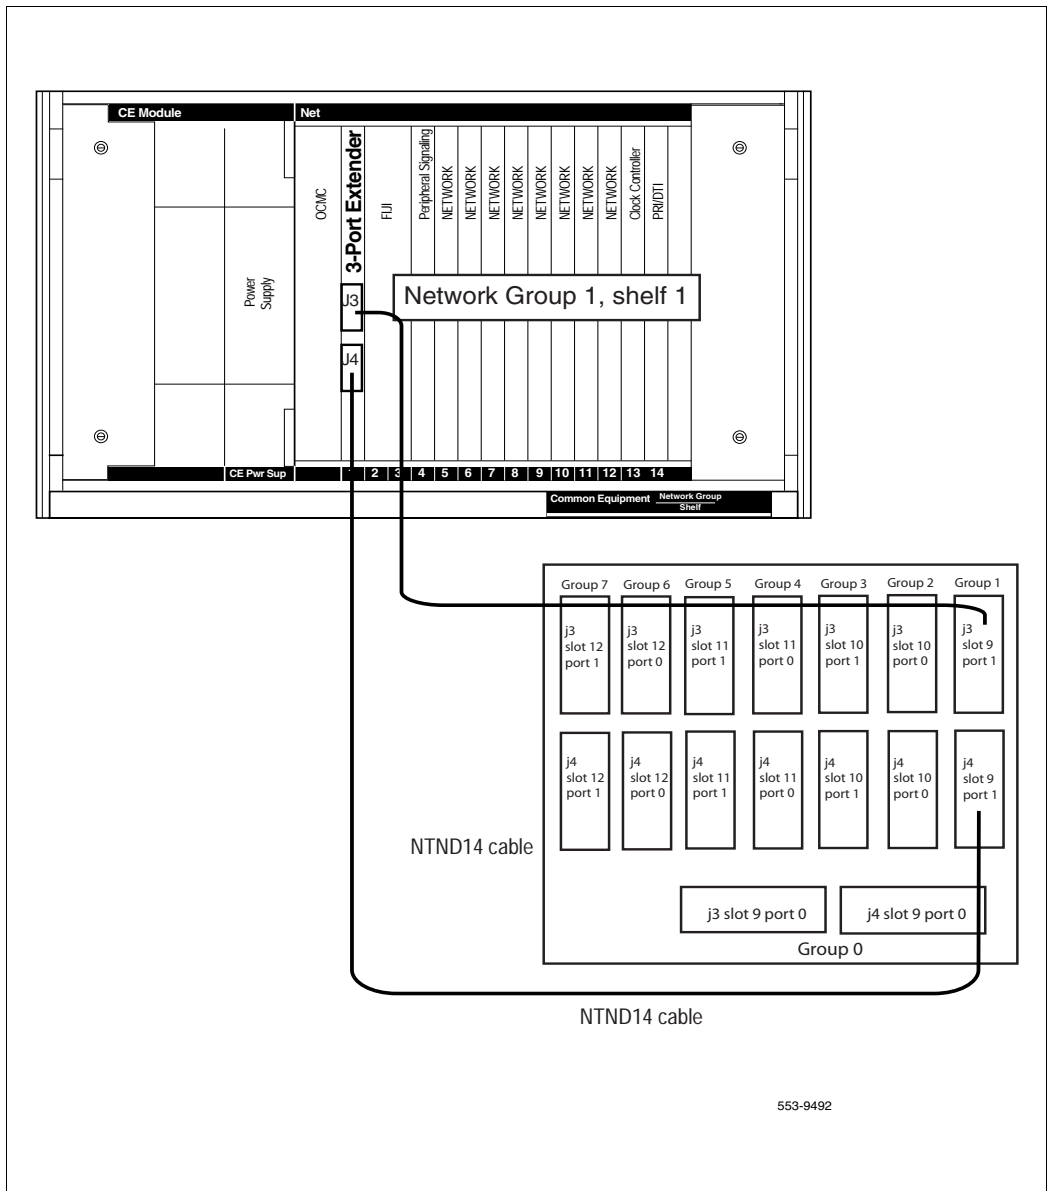 CE Module
Net
OCMC
3-Port Extender
FIJI
Peripheral Signaling
NETWORK
NETWORK
NETWORK
NETWORK
NETWORK
NETWORK
NETWORK
NETWORK
Clock Controller
PRI/DTI
Power
Supply
J3
J4
Network Group 1, shelf 1
CE Pwr Sup
1 2 3 4 5 6 7 8 9 10 11 12 13 14
Common Equipment
Network Group
Shelf
Group 7 Group 6 Group 5 Group 4 Group 3 Group 2 Group 1
j3
slot 12
port 1
j3
slot 12
port 0
j3
slot 11
port 1
j3
slot 11
port 0
j3
slot 10
port 1
j3
slot 10
port 0
j3
slot 9
port 1
j4
slot 12
port 1
j4
slot 12
port 0
j4
slot 11
port 1
j4
slot 11
port 0
j4
slot 10
port 1
j4
slot 10
port 0
j4
slot 9
port 1
NTND14 cable
j3 slot 9 port 0
j4 slot 9 port 0
Group 0
NTND14 cable
553-9492